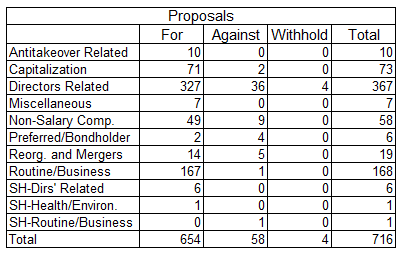 Proposals
For Against Withhold Total
Antitakeover Related 10 0 0 10
Capitalization 71 2 0 73
Directors Related 327 36 4 367
Miscellaneous 7 0 0 7
Non-Salary Comp. 49 9 0 58
Preferred/Bondholder 2 4 0 6
Reorg. and Mergers 14 5 0 19
Routine/Business 167 1 0 168
SH-Dirs' Related 6 0 0 6
SH-Health/Environ. 1 0 0 1
SH-Routine/Business 0 1 0 1
Total 654 58 4 716